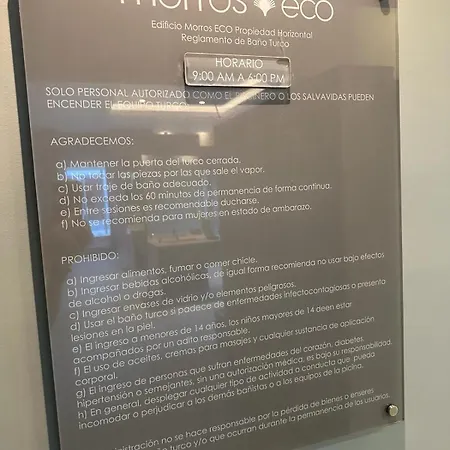 morros eco
Edificio Morros ECO Propiedad Horizontal
Reglamento de Baño Turco
HORARIO
9:00 AM A 6:00 PM
SOLO PERSONAL AUTORIZADO COMO EL PISCINERO O LOS SALVAVIDAS PUEDEN
ENCENDER EL EQUIPO TURCO.
AGRADECEMOS:
a) Mantener la puerta del turco cerrada.
b) No tocar las piezas por las que sale el vapor.
c) Usar traje de baño adecuado.
d) No exceda los 60 minutos de permanencia de forma continua.
e) Entre sesiones es recomendable ducharse.
f) No se recomienda para mujeres en estado de embarazo.
PROHIBIDO:
a) Ingresar alimentos, fumar o comer chicle.
b) Ingresar bebidas alcohólicas, de igual forma recomienda no usar bajo efectos
de alcohol o drogas.
c) Ingresar envases de vidrio y/o elementos peligrosos.
d) Usar el baño turco si padece de enfermedades infectocontagiosas o presenta
lesiones en la piel.
e) El ingreso a menores de 14 años, los niños mayores de 14 deen estar
acompañados por un adito responsable.
f) El uso de aceites, cremas para masajes y cualquier sustancia de aplicación
corporal.
g) El ingreso de personas que sufran enfermedades del corazón, diabetes,
hipertensión o semejantes, sin una autorización médica, es bajo su responsabilidad.
h) En general, desplegar cualquier tipo de actividad a conducta que pueda
incomodar o perjudicar a los demás bañistas o a los equipos de la picina.
no se hace responsable por la pérdida de bienes o enseres
turco y/o que ocurran durante la permanencia de los usuarios.